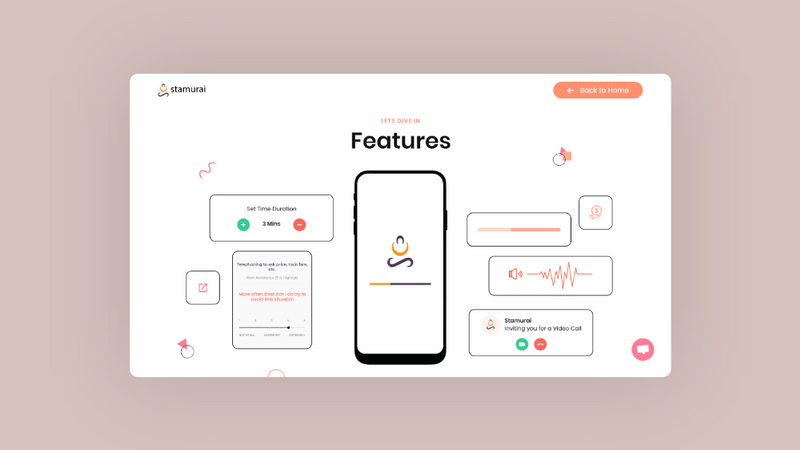 stamurai
Back to Home
LETS DIVE IN
Features
Set Time Duration
3 Mins
Telephoning to ask price, train fare,
etc.
More often than not I do try to
avoid this situation
Stamurai
Inviting you for a Video Call